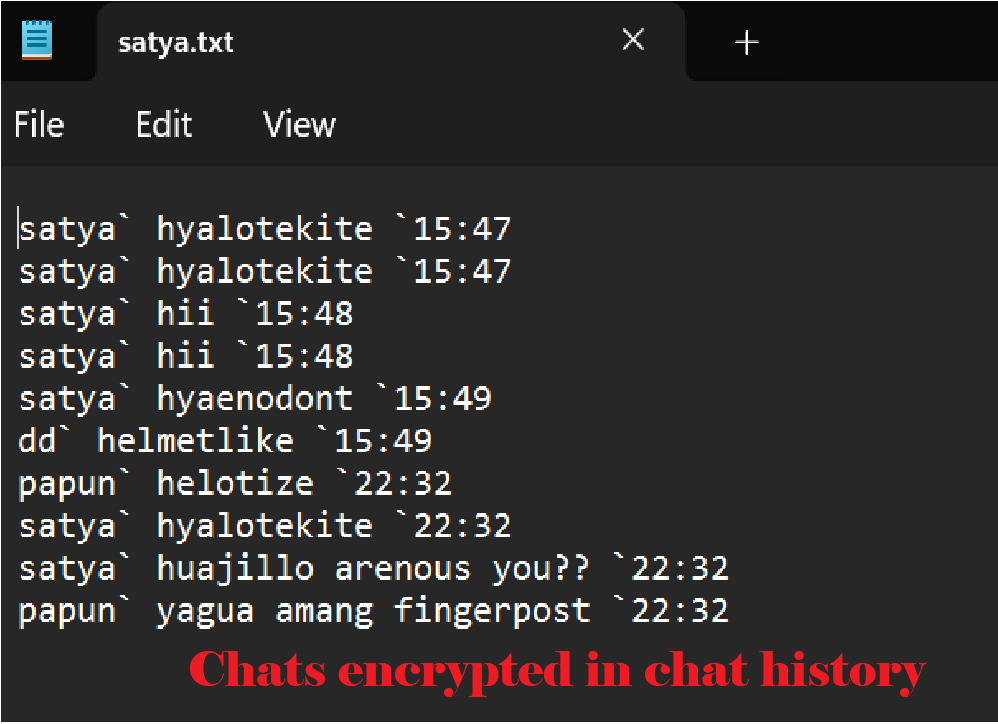 satya.txt
File Edit View
satya` hyalotekite `15:47
satya` hyalotekite `15:47
satya` hii `15:48
satya` hii `15:48
satya` hyaenodont `15:49
dd` helmetlike `15:49
papun` helotize `22:32
satya` hyalotekite `22:32
satya` huajillo arenous you?? `22:32
papun` yagua amang fingerpost `22:32
Chats encrypted in chat history